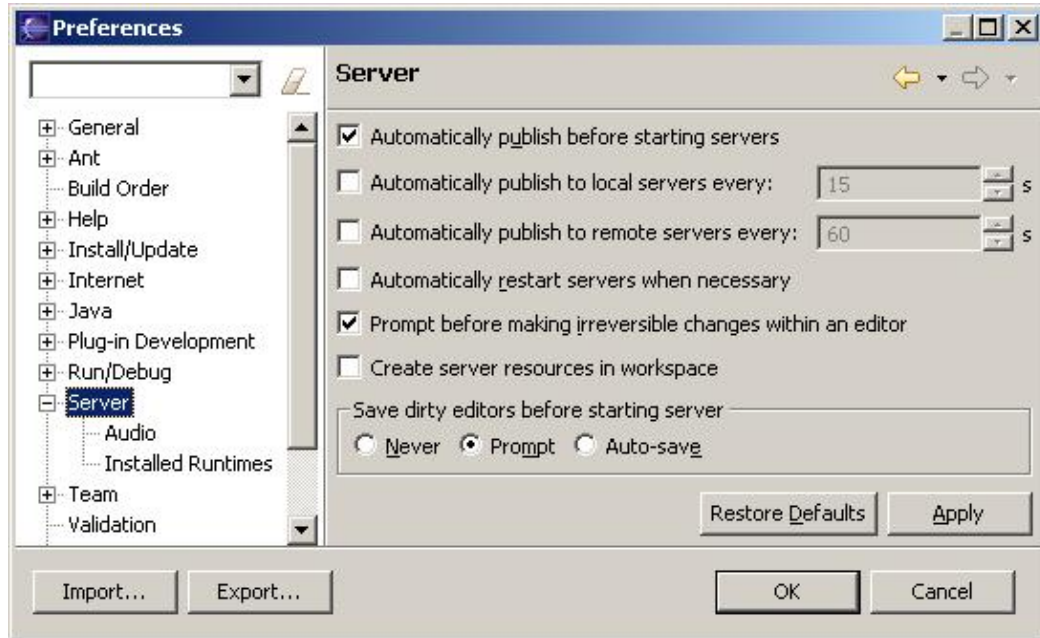 Preferences
Server
General
Ant
Build Order
Help
Install/Update
Internet
Java
Plug-in Development
Run/Debug
Server
Audio
Installed Runtimes
Team
Validation
Automatically publish before starting servers
Automatically publish to local servers every: 15 s
Automatically publish to remote servers every: 60 s
Automatically restart servers when necessary
Prompt before making irreversible changes within an editor
Create server resources in workspace
Save dirty editors before starting server
Never Prompt Auto-save
Restore Defaults Apply
Import... Export... OK Cancel